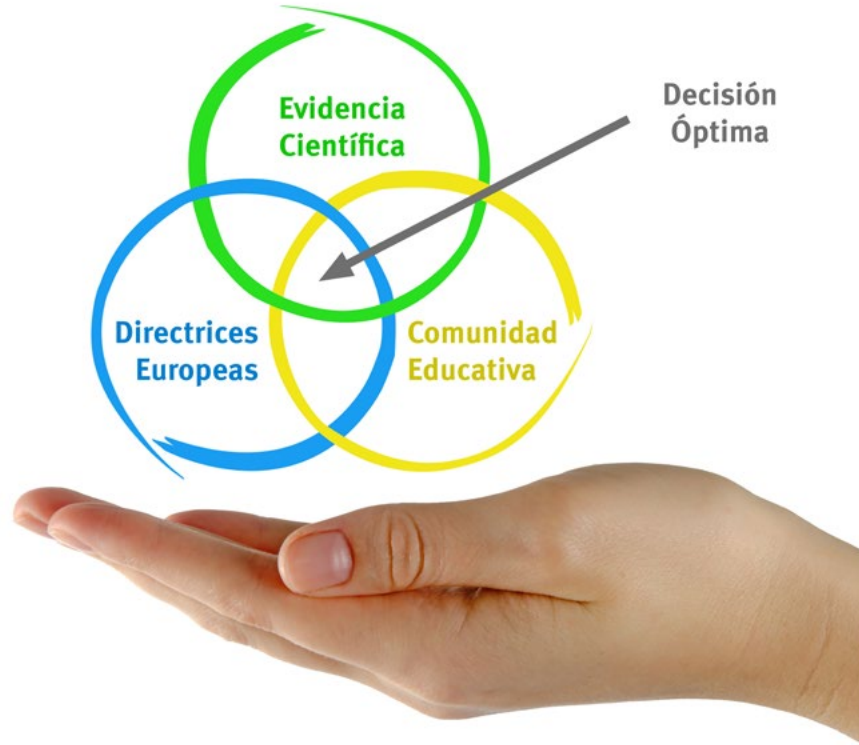 Evidencia
Científica
Decisión
Óptima
Directrices
Europeas
Comunidad
Educativa